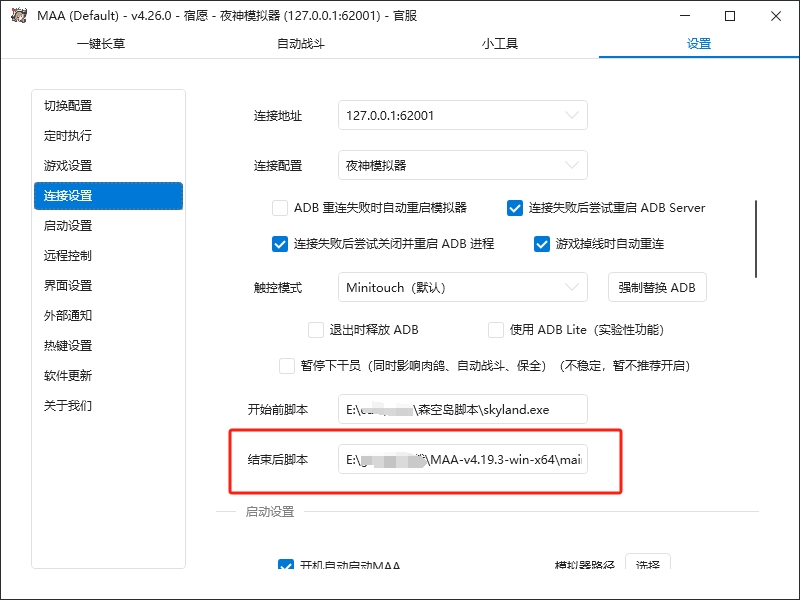 MAA (Default) - v4.26.0 - 宿愿 - 夜神模拟器 (127.0.0.1:62001) - 官服
一键长草 自动战斗 小工具 设置
切换配置
定时执行
游戏设置
连接设置
启动设置
远程控制
界面设置
外部通知
热键设置
软件更新
关于我们
连接地址 127.0.0.1:62001
连接配置 夜神模拟器
ADB 重连失败时自动重启模拟器 连接失败后尝试重启 ADB Server
连接失败后尝试关闭并重启 ADB 进程 游戏掉线时自动重连
触控模式 Minitouch（默认） 强制替换 ADB
退出时释放 ADB 使用 ADB Lite（实验性功能）
暂停下干员（同时影响肉鸽、自动战斗、保全）（不稳定，暂不推荐开启）
开始前脚本 E:\ \森空岛脚本\skyland.exe
结束后脚本 E:\ \MAA-v4.19.3-win-x64\mai
启动设置
开机自动启动MAA 模拟器路径 选择